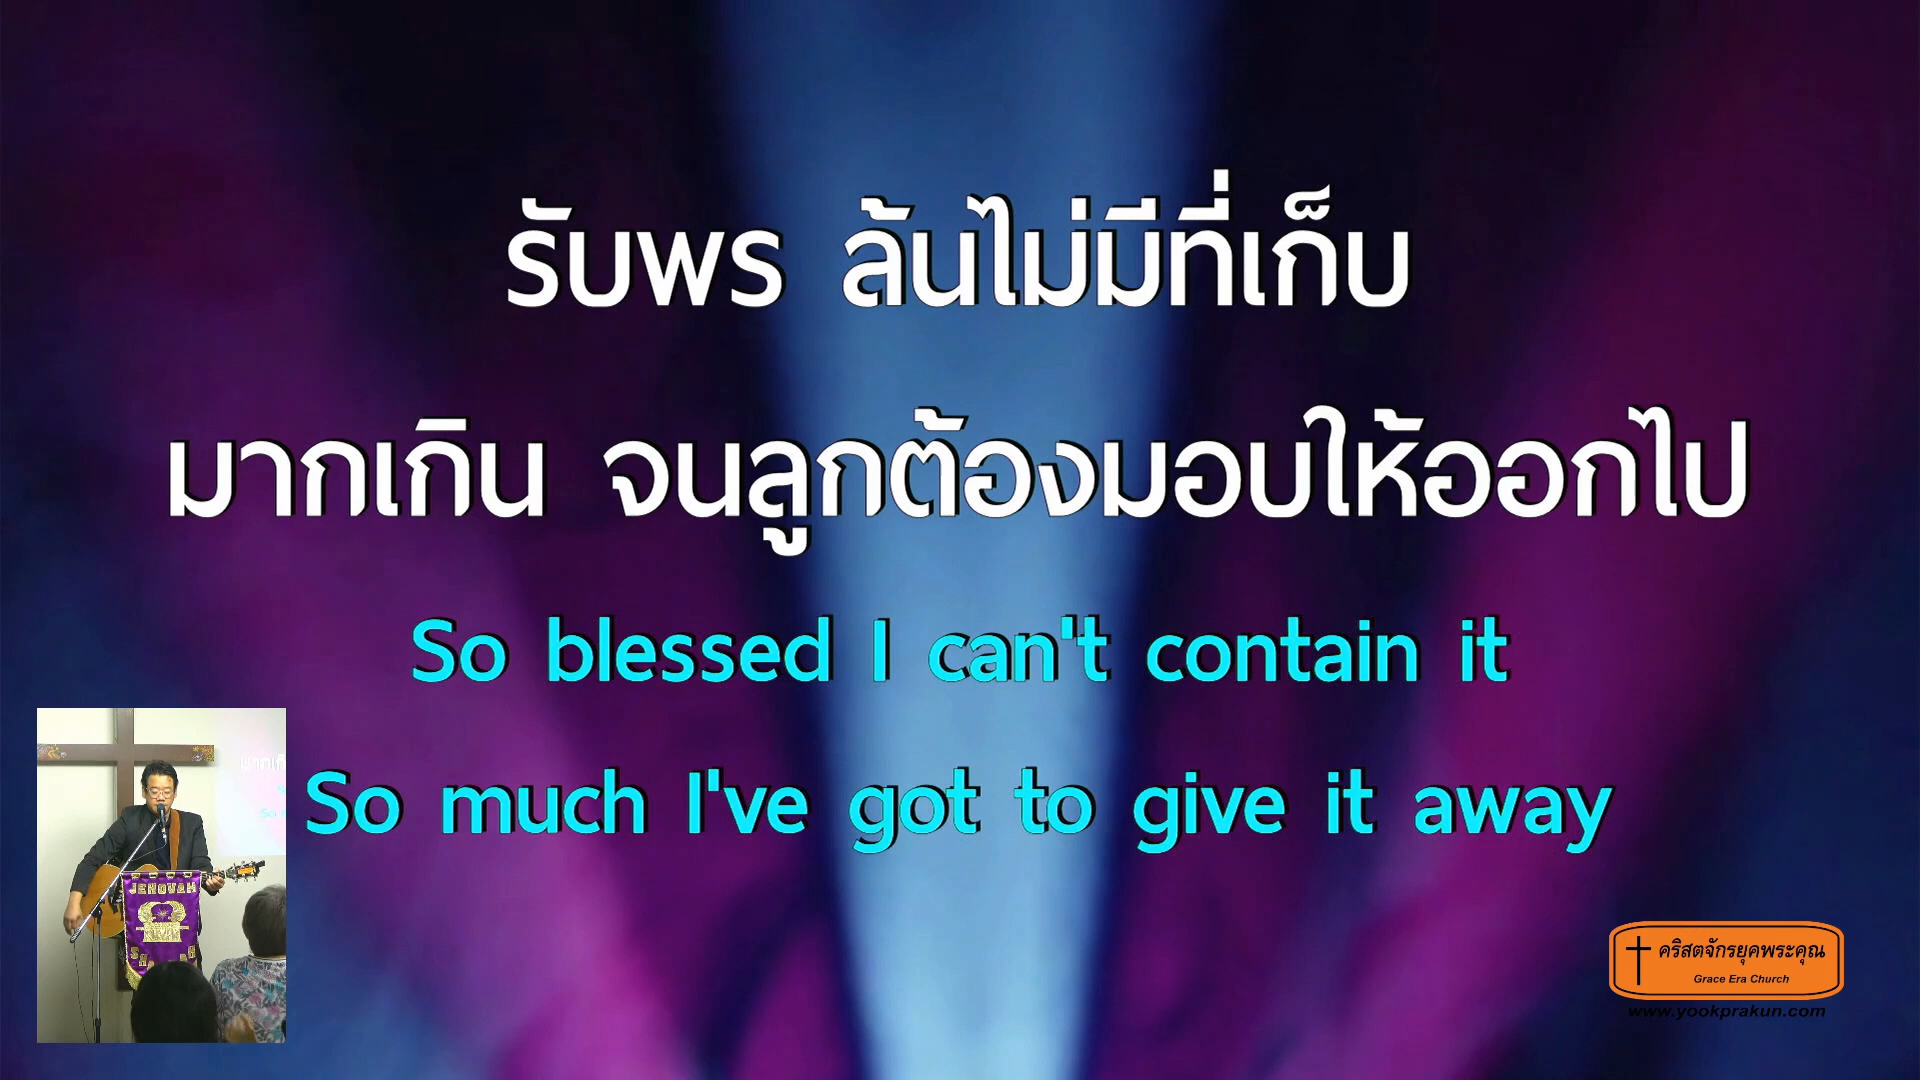 รับพร ล้นไม่มีที่เก็บ
มากเกิน จนลูกต้องมอบให้ออกไป
So blessed I can't contain it
So much I've got to give it away
JEHOVAH
คริสตจักรยุคพระคุณ
Grace Era Church
www.yookprakun.com